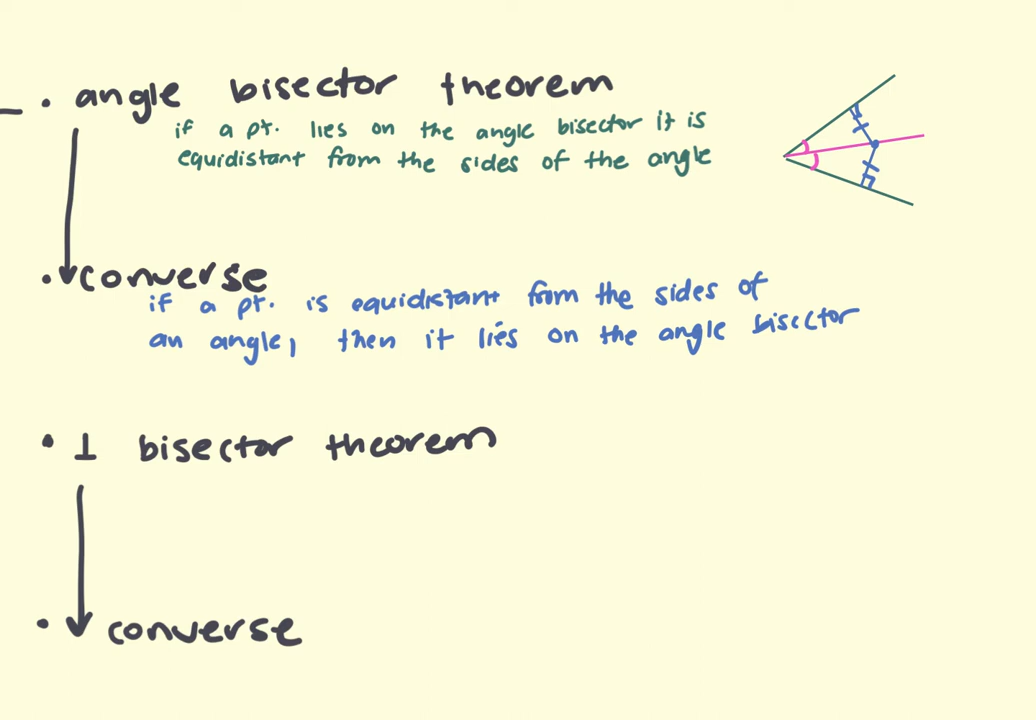 • angle bisector theorem
if a pt. lies on the angle bisector it is
equidistant from the sides of the angle
• converse
if a pt. is equidistant from the sides of
an angle, then it lies on the angle bisector
• ⊥ bisector theorem
• converse